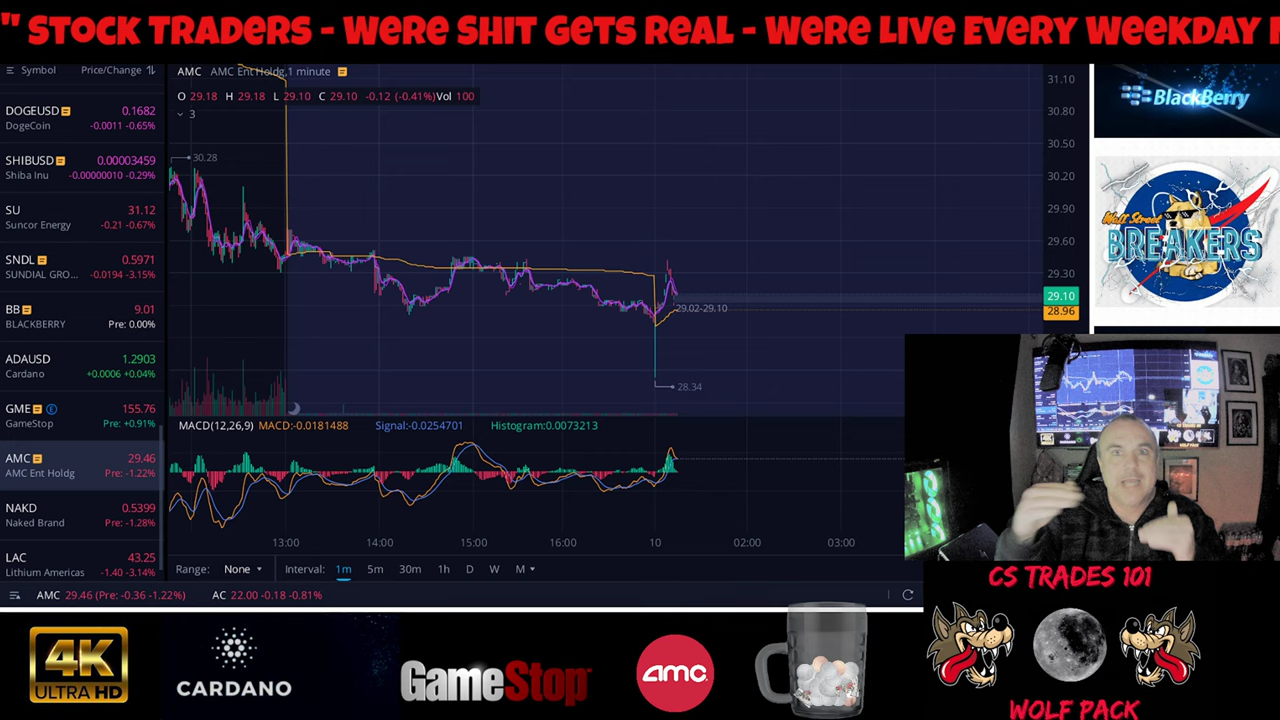 " STOCK TRADERS - WERE SHIT GETS REAL - WERE LIVE EVERY WEEKDAY
Symbol Price/Change
DOGEUSD 0.1682
DogeCoin -0.0011 -0.65%
SHIBUSD 0.00003459
Shiba Inu -0.00000010 -0.29%
SU 31.12
Suncor Energy -0.21 -0.67%
SNDL 0.5971
SUNDIAL GRO... -0.0194 -3.15%
BB 9.01
BLACKBERRY Pre: 0.00%
ADAUSD 1.2903
Cardano +0.0006 +0.04%
GME E 155.76
GameStop Pre: +0.91%
AMC 29.46
AMC Ent Holdg Pre: -1.22%
NAKD 0.5399
Naked Brand Pre: -1.28%
LAC 43.25
Lithium Americas -1.40 -3.14%
AMC AMC Ent Holdg,1 minute
O 29.18 H 29.18 L 29.10 C 29.10 -0.12 (-0.41%) Vol 100
3
30.28
29.02-29.10
28.34
31.10
30.80
30.50
30.20
29.90
29.60
29.30
29.10
28.96
MACD(12,26,9) MACD:-0.0181488 Signal:-0.0254701 Histogram:0.0073213
13:00 14:00 15:00 16:00 10 02:00 03:00
Range: None Interval: 1m 5m 30m 1h D W M
AMC 29.46 (Pre: -0.36 -1.22%) AC 22.00 -0.18 -0.81%
BlackBerry
Wall Street
BREAKERS
CS TRADES 101
WOLF PACK
4K
ULTRA HD
CARDANO
GameStop
amc